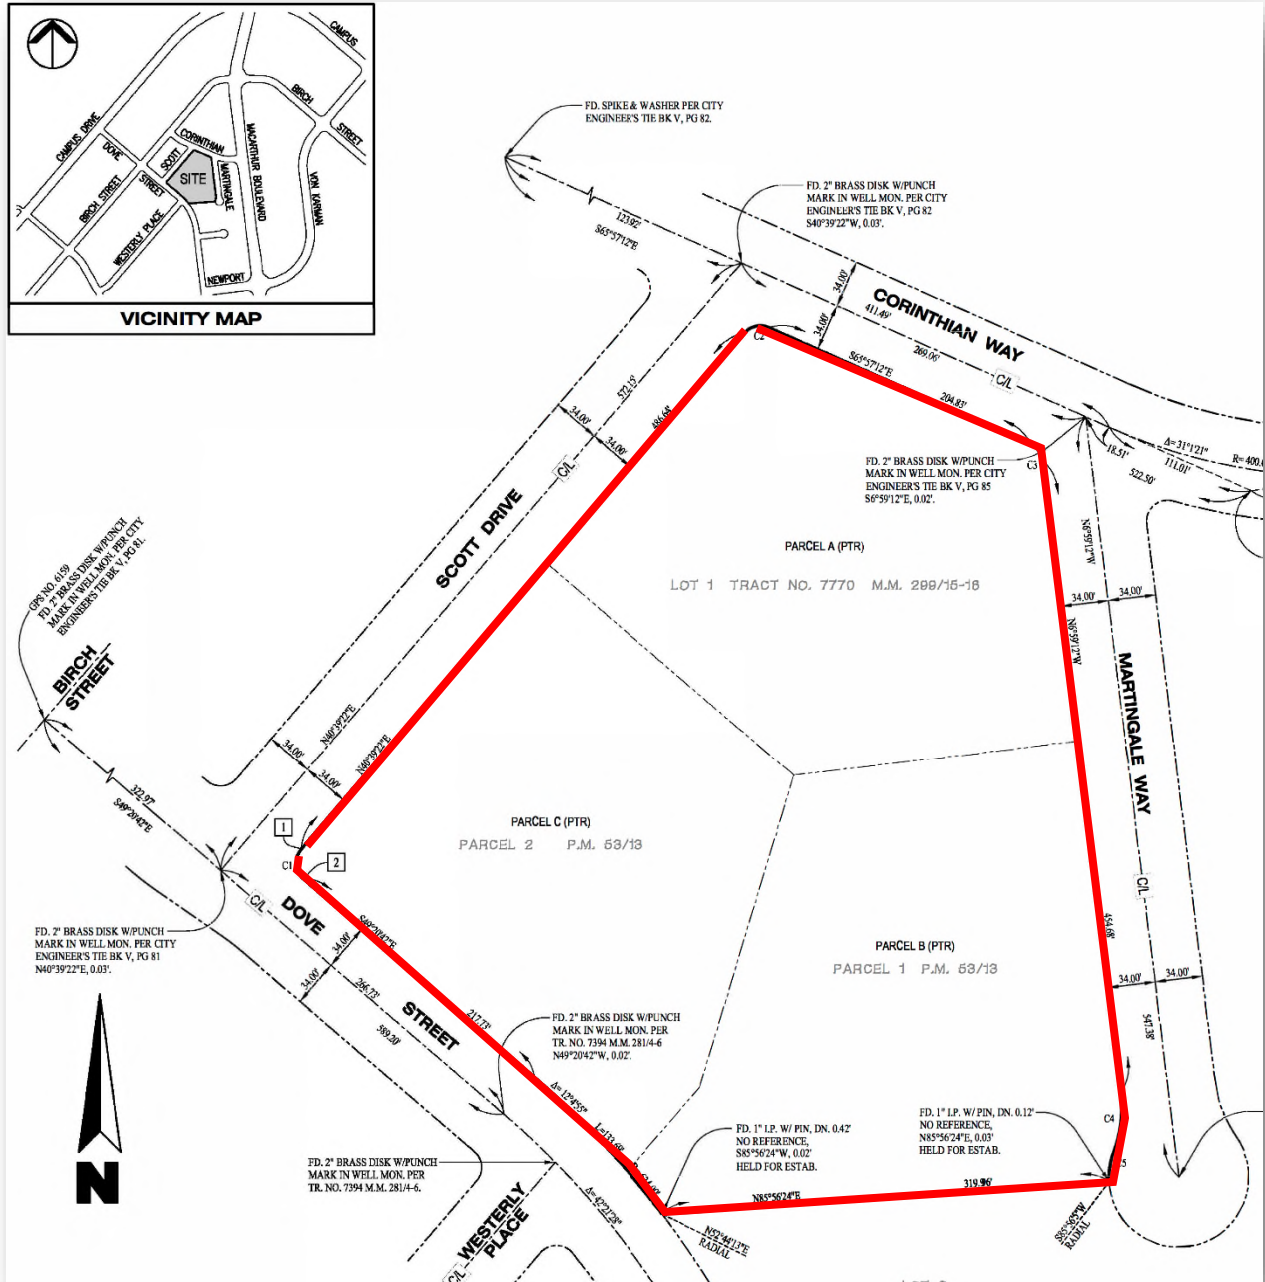 CAMPUS
CAMPUS DRIVE
BIRCH
STREET
DOVE
STREET
SCOTT
CORINTHIAN
MACARTHUR BOULEVARD
SITE
MARTINGALE
VON KARMAN
BIRCH STREET
WESTERLY PLACE
NEWPORT
VICINITY MAP
FD. SPIKE & WASHER PER CITY
ENGINEER'S TIE BK V, PG 82.
FD. 2" BRASS DISK W/PUNCH
MARK IN WELL MON. PER CITY
ENGINEER'S TIE BK V, PG 82
S40°39'22"W, 0.03'.
123.92'
S65°57'12"E
34.00'
34.00'
CORINTHIAN WAY
411.49'
269.06'
C/L
C2
S65°57'12"E
204.83'
572.15'
486.64'
34.00'
34.00'
C/L
SCOTT DRIVE
FD. 2" BRASS DISK W/PUNCH
MARK IN WELL MON. PER CITY
ENGINEER'S TIE BK V, PG 85
S6°59'12"E, 0.02'.
C3
18.51'
Δ=31°1'21"
111.01'
522.50'
N6°59'12"W
34.00'
34.00'
N6°59'12"W
PARCEL A (PTR)
LOT 1 TRACT NO. 7770 M.M. 299/15-16
GPS NO. 6159
FD. 2" BRASS DISK W/PUNCH
MARK IN WELL MON. PER CITY
ENGINEER'S TIE BK V, PG 81.
BIRCH
STREET
MARTINGALE WAY
N40°39'22"E
N40°39'22"E
34.00'
34.00'
322.97'
S49°20'42"E
1
2
C1
C/L
DOVE
STREET
PARCEL C (PTR)
PARCEL 2 P.M. 53/13
C/L
454.68'
FD. 2" BRASS DISK W/PUNCH
MARK IN WELL MON. PER CITY
ENGINEER'S TIE BK V, PG 81
N40°39'22"E, 0.03'.
S49°20'42"E
34.00'
34.00'
266.73'
589.20'
217.73'
PARCEL B (PTR)
PARCEL 1 P.M. 53/13
34.00'
34.00'
547.38'
FD. 2" BRASS DISK W/PUNCH
MARK IN WELL MON. PER
TR. NO. 7394 M.M. 281/4-6
N49°20'42"W, 0.02'.
Δ=12°4'55"
FD. 1" I.P. W/ PIN, DN. 0.42'
NO REFERENCE,
S85°56'24"W, 0.02'
HELD FOR ESTAB.
FD. 1" I.P. W/ PIN, DN. 0.12'
NO REFERENCE,
N85°56'24"E, 0.03'
HELD FOR ESTAB.
C4
FD. 2" BRASS DISK W/PUNCH
MARK IN WELL MON. PER
TR. NO. 7394 M.M. 281/4-6.
N
N85°56'24"E
319.96'
Δ=42°21'28"
WESTERLY
PLACE
C/L
N52°44'13"E
RADIAL
RADIAL